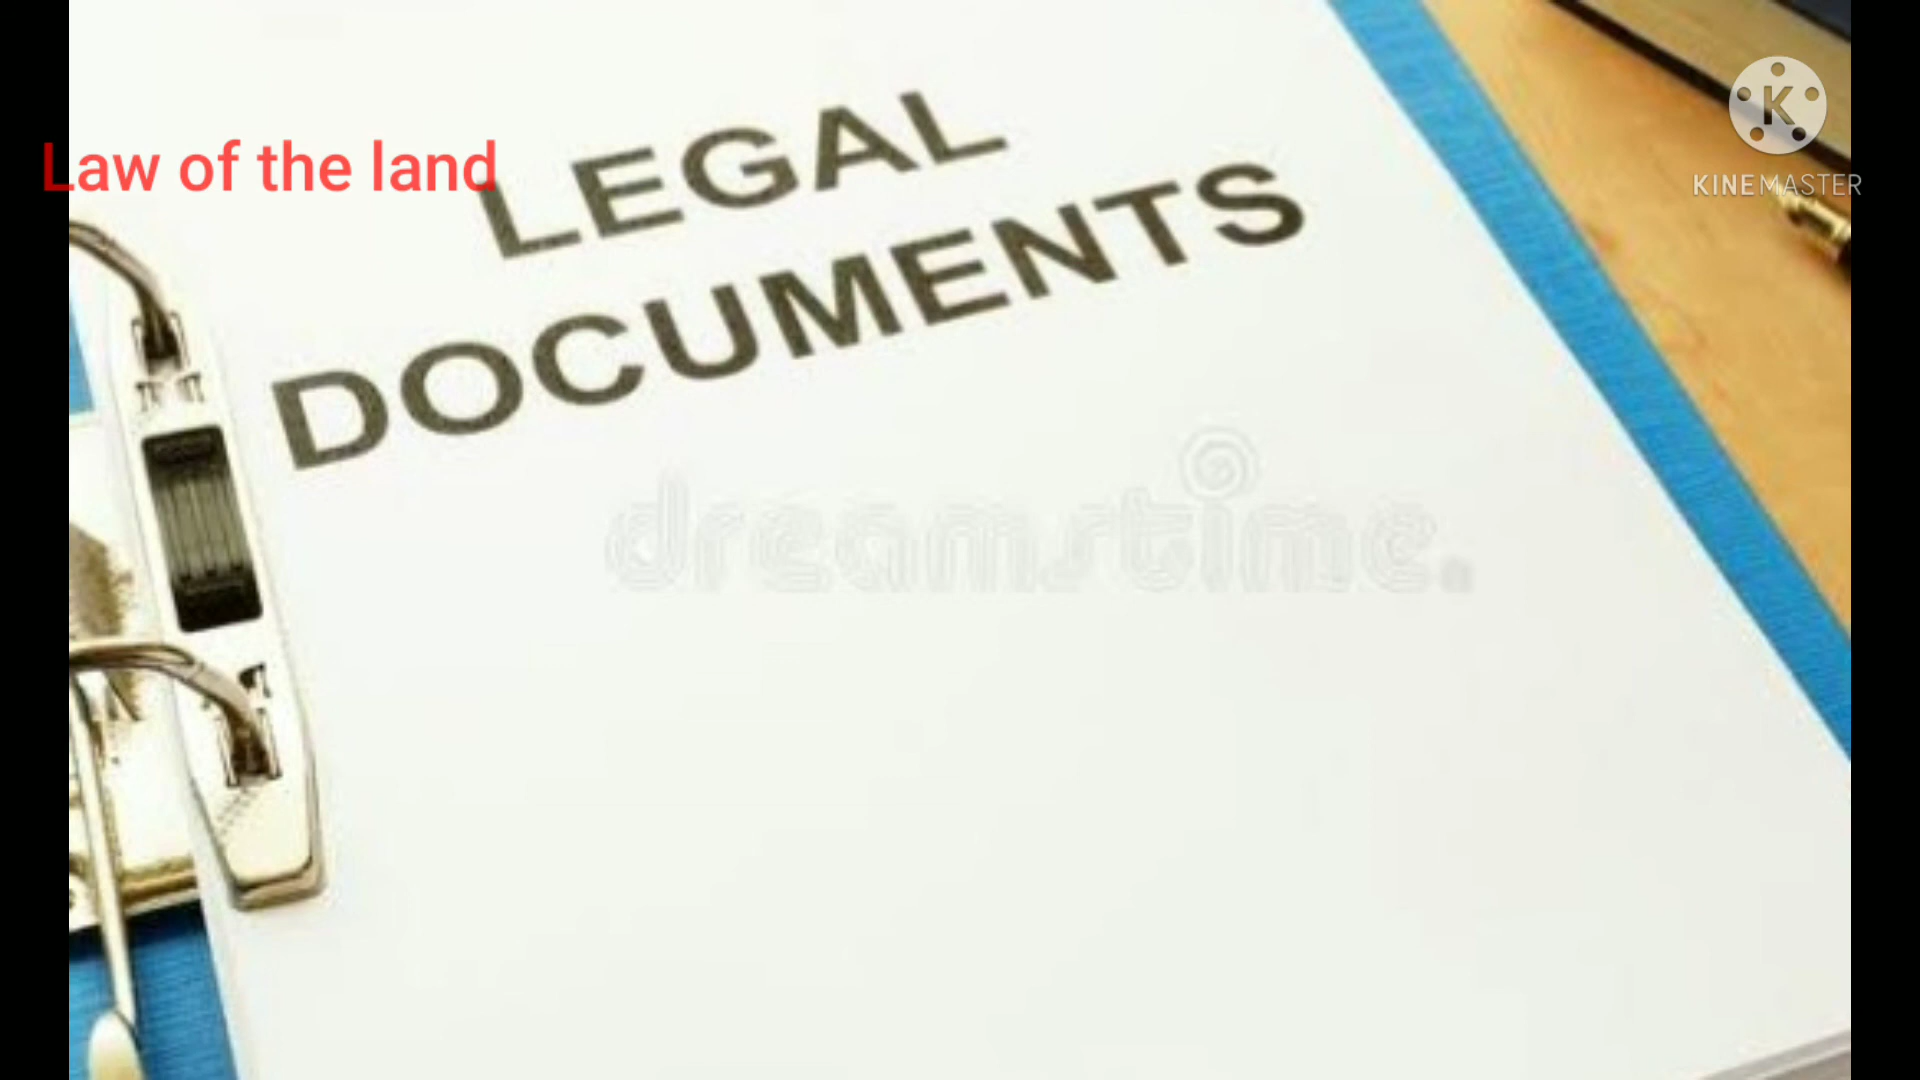 Law of the land
LEGAL
DOCUMENTS
K
KINEMASTER
dreamstime.